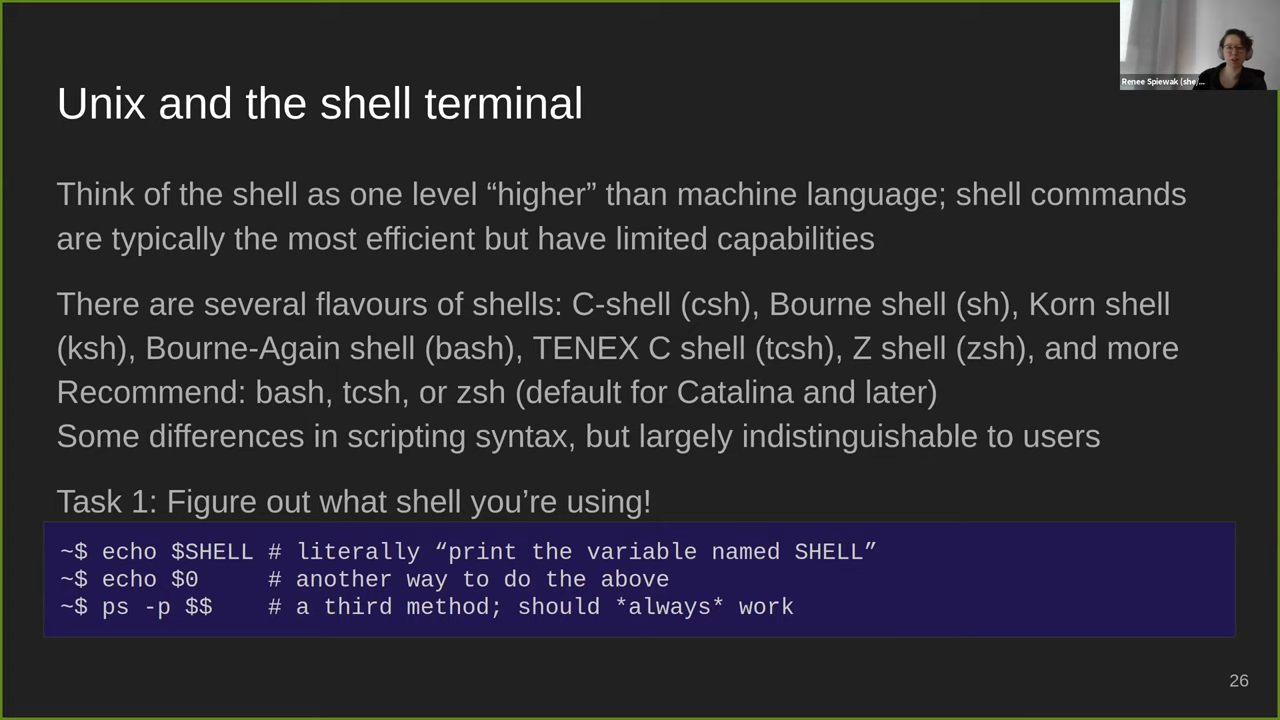 Renee Spiewak (she/...
Unix and the shell terminal
Think of the shell as one level “higher” than machine language; shell commands
are typically the most efficient but have limited capabilities
There are several flavours of shells: C-shell (csh), Bourne shell (sh), Korn shell
(ksh), Bourne-Again shell (bash), TENEX C shell (tcsh), Z shell (zsh), and more
Recommend: bash, tcsh, or zsh (default for Catalina and later)
Some differences in scripting syntax, but largely indistinguishable to users
Task 1: Figure out what shell you’re using!
~$ echo $SHELL # literally “print the variable named SHELL”
~$ echo $0     # another way to do the above
~$ ps -p $$    # a third method; should *always* work
26